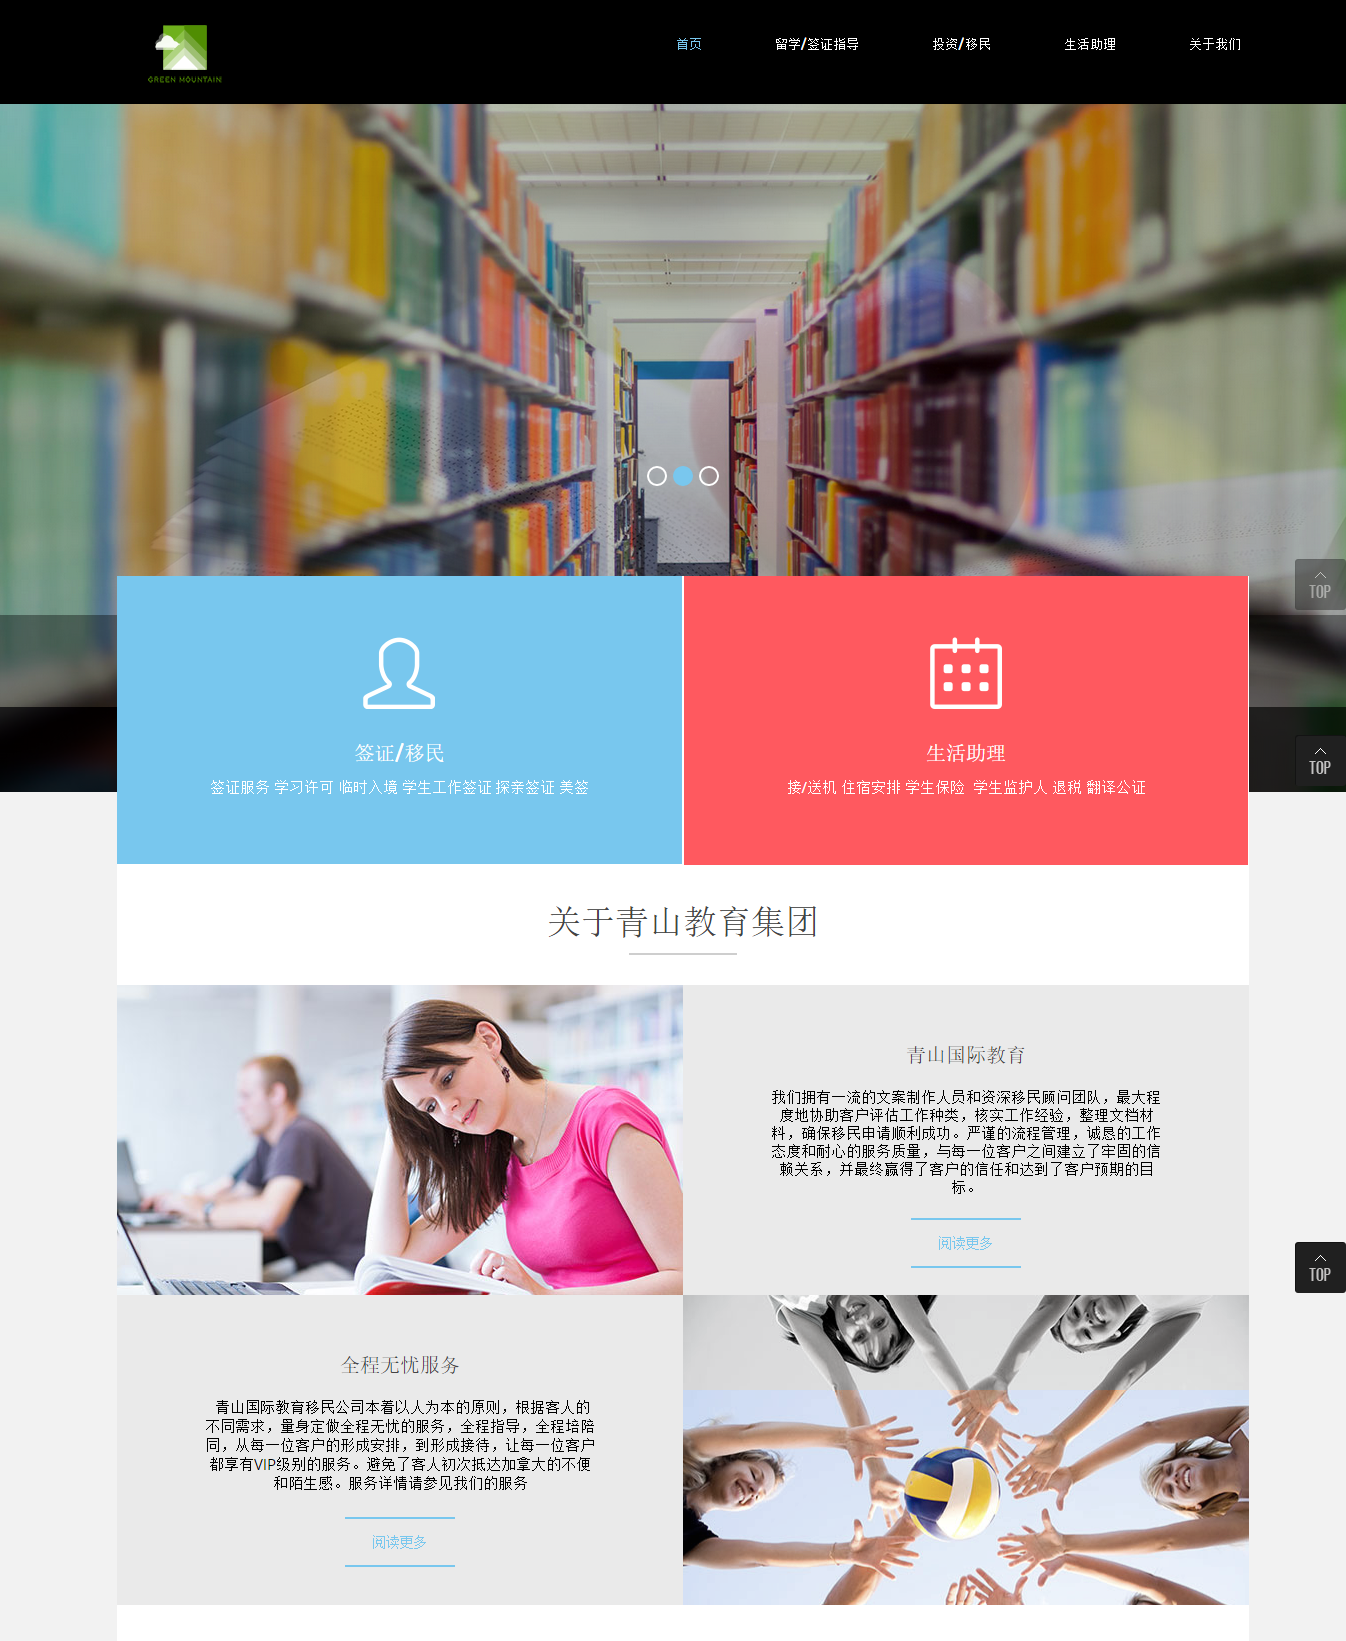 GREEN MOUNTAIN
首页
留学/签证指导
投资/移民
生活助理
关于我们
TOP
签证/移民
签证服务 学习许可 临时入境 学生工作签证 探亲签证 美签
生活助理
接/送机 住宿安排 学生保险  学生监护人 退税 翻译公证
TOP
关于青山教育集团
青山国际教育
我们拥有一流的文案制作人员和资深移民顾问团队，最大程
度地协助客户评估工作种类，核实工作经验，整理文档材
料，确保移民申请顺利成功。严谨的流程管理，诚恳的工作
态度和耐心的服务质量，与每一位客户之间建立了牢固的信
赖关系，并最终赢得了客户的信任和达到了客户预期的目
标。
阅读更多
TOP
全程无忧服务
青山国际教育移民公司本着以人为本的原则，根据客人的
不同需求，量身定做全程无忧的服务，全程指导，全程培陪
同，从每一位客户的形成安排，到形成接待，让每一位客户
都享有VIP级别的服务。避免了客人初次抵达加拿大的不便
和陌生感。服务详情请参见我们的服务
阅读更多